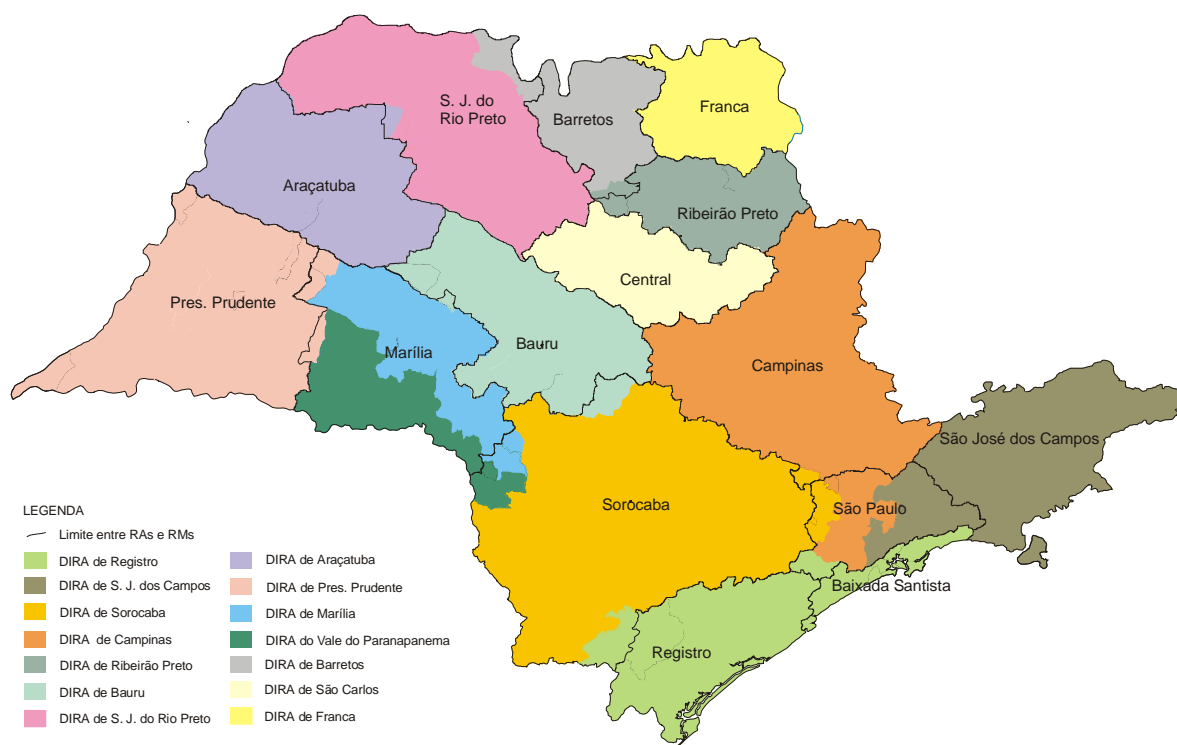 S. J. do
Rio Preto
Barretos
Franca
Araçatuba
Ribeirão Preto
Central
Pres. Prudente
Marília
Bauru
Campinas
São José dos Campos
Sorocaba
São Paulo
Baixada Santista
Registro
LEGENDA
Limite entre RAs e RMs
DIRA de Registro
DIRA de S. J. dos Campos
DIRA de Sorocaba
DIRA de Campinas
DIRA de Ribeirão Preto
DIRA de Bauru
DIRA de S. J. do Rio Preto
DIRA de Araçatuba
DIRA de Pres. Prudente
DIRA de Marília
DIRA do Vale do Paranapanema
DIRA de Barretos
DIRA de São Carlos
DIRA de Franca